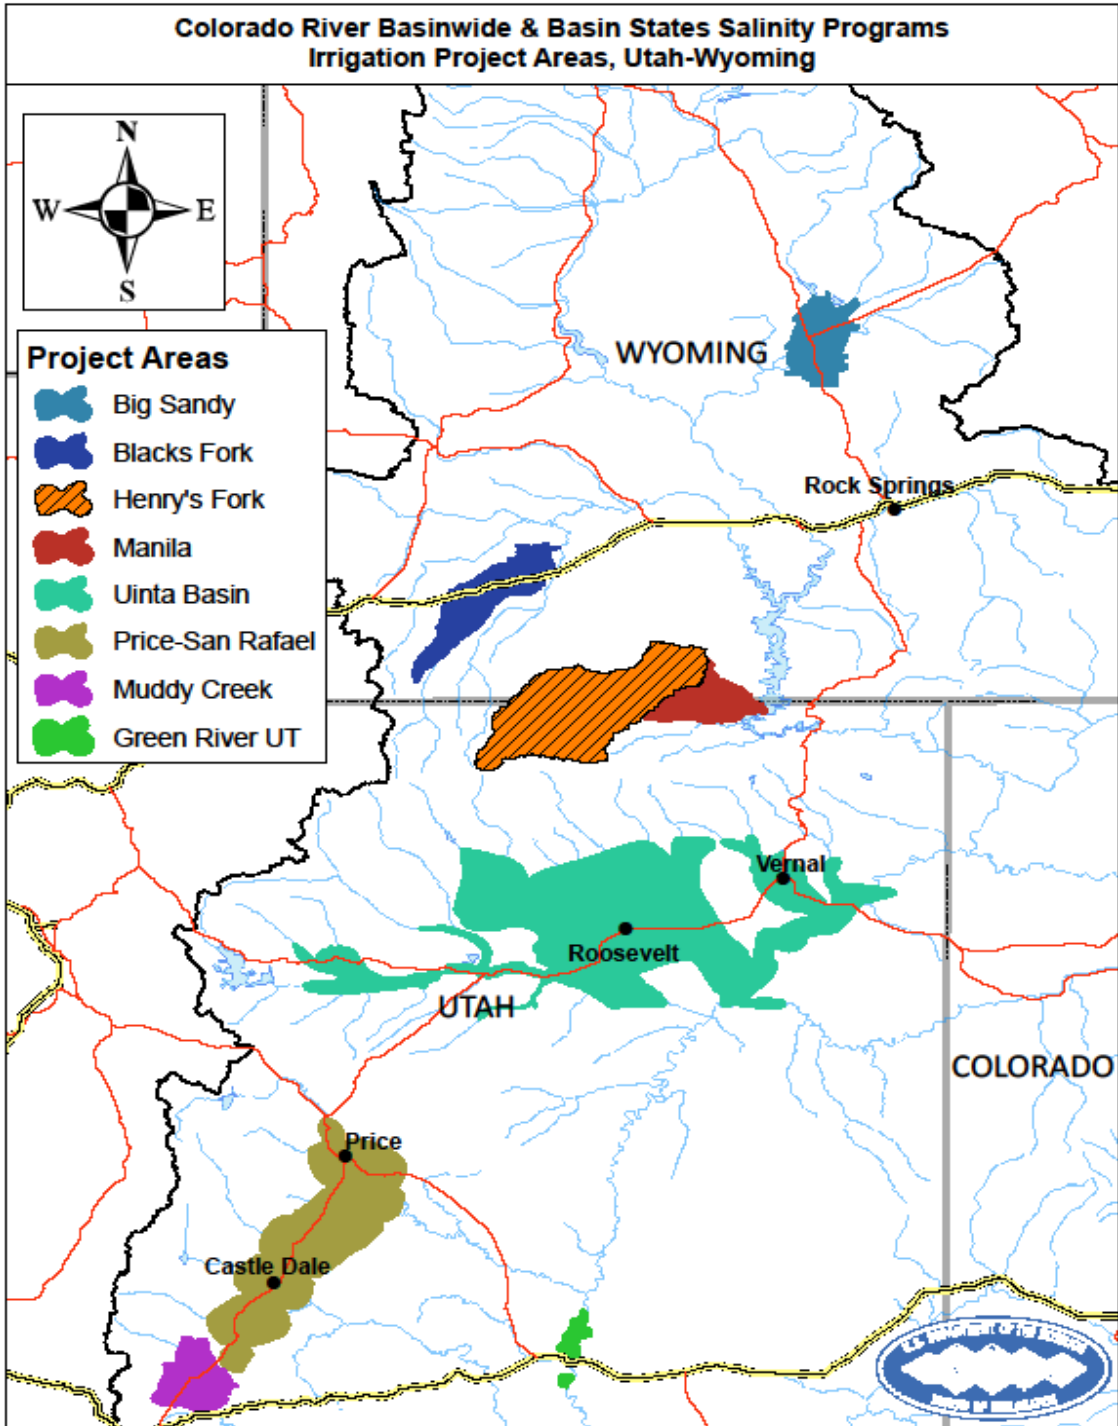 Colorado River Basinwide & Basin States Salinity Programs
Irrigation Project Areas, Utah-Wyoming
N
W E
S
Project Areas
Big Sandy
Blacks Fork
Henry's Fork
Manila
Uinta Basin
Price-San Rafael
Muddy Creek
Green River UT
WYOMING
Rock Springs
Vernal
Roosevelt
UTAH
COLORADO
Price
Castle Dale